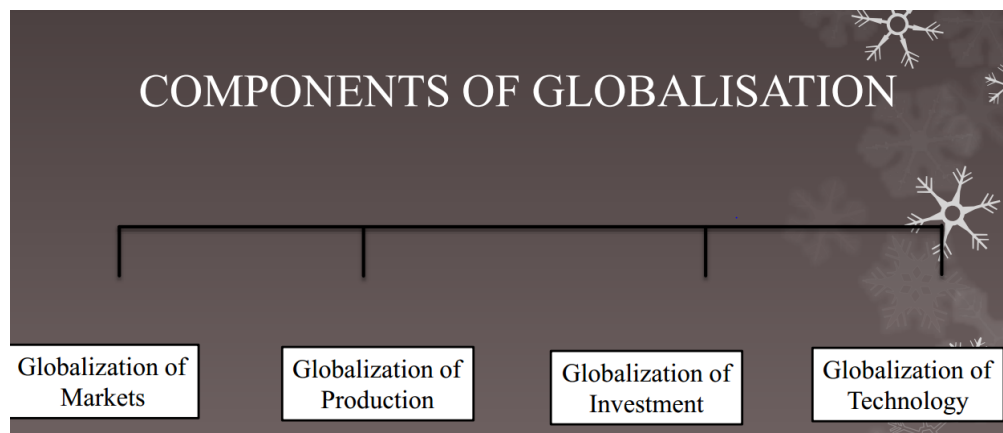 COMPONENTS OF GLOBALISATION
Globalization of
Markets
Globalization of
Production
Globalization of
Investment
Globalization of
Technology